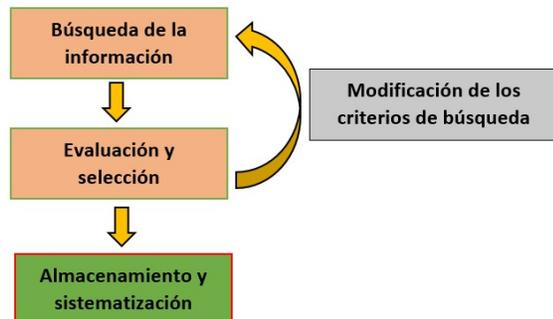 Búsqueda de la
información
Modificación de los
criterios de búsqueda
Evaluación y
selección
Almacenamiento y
sistematización